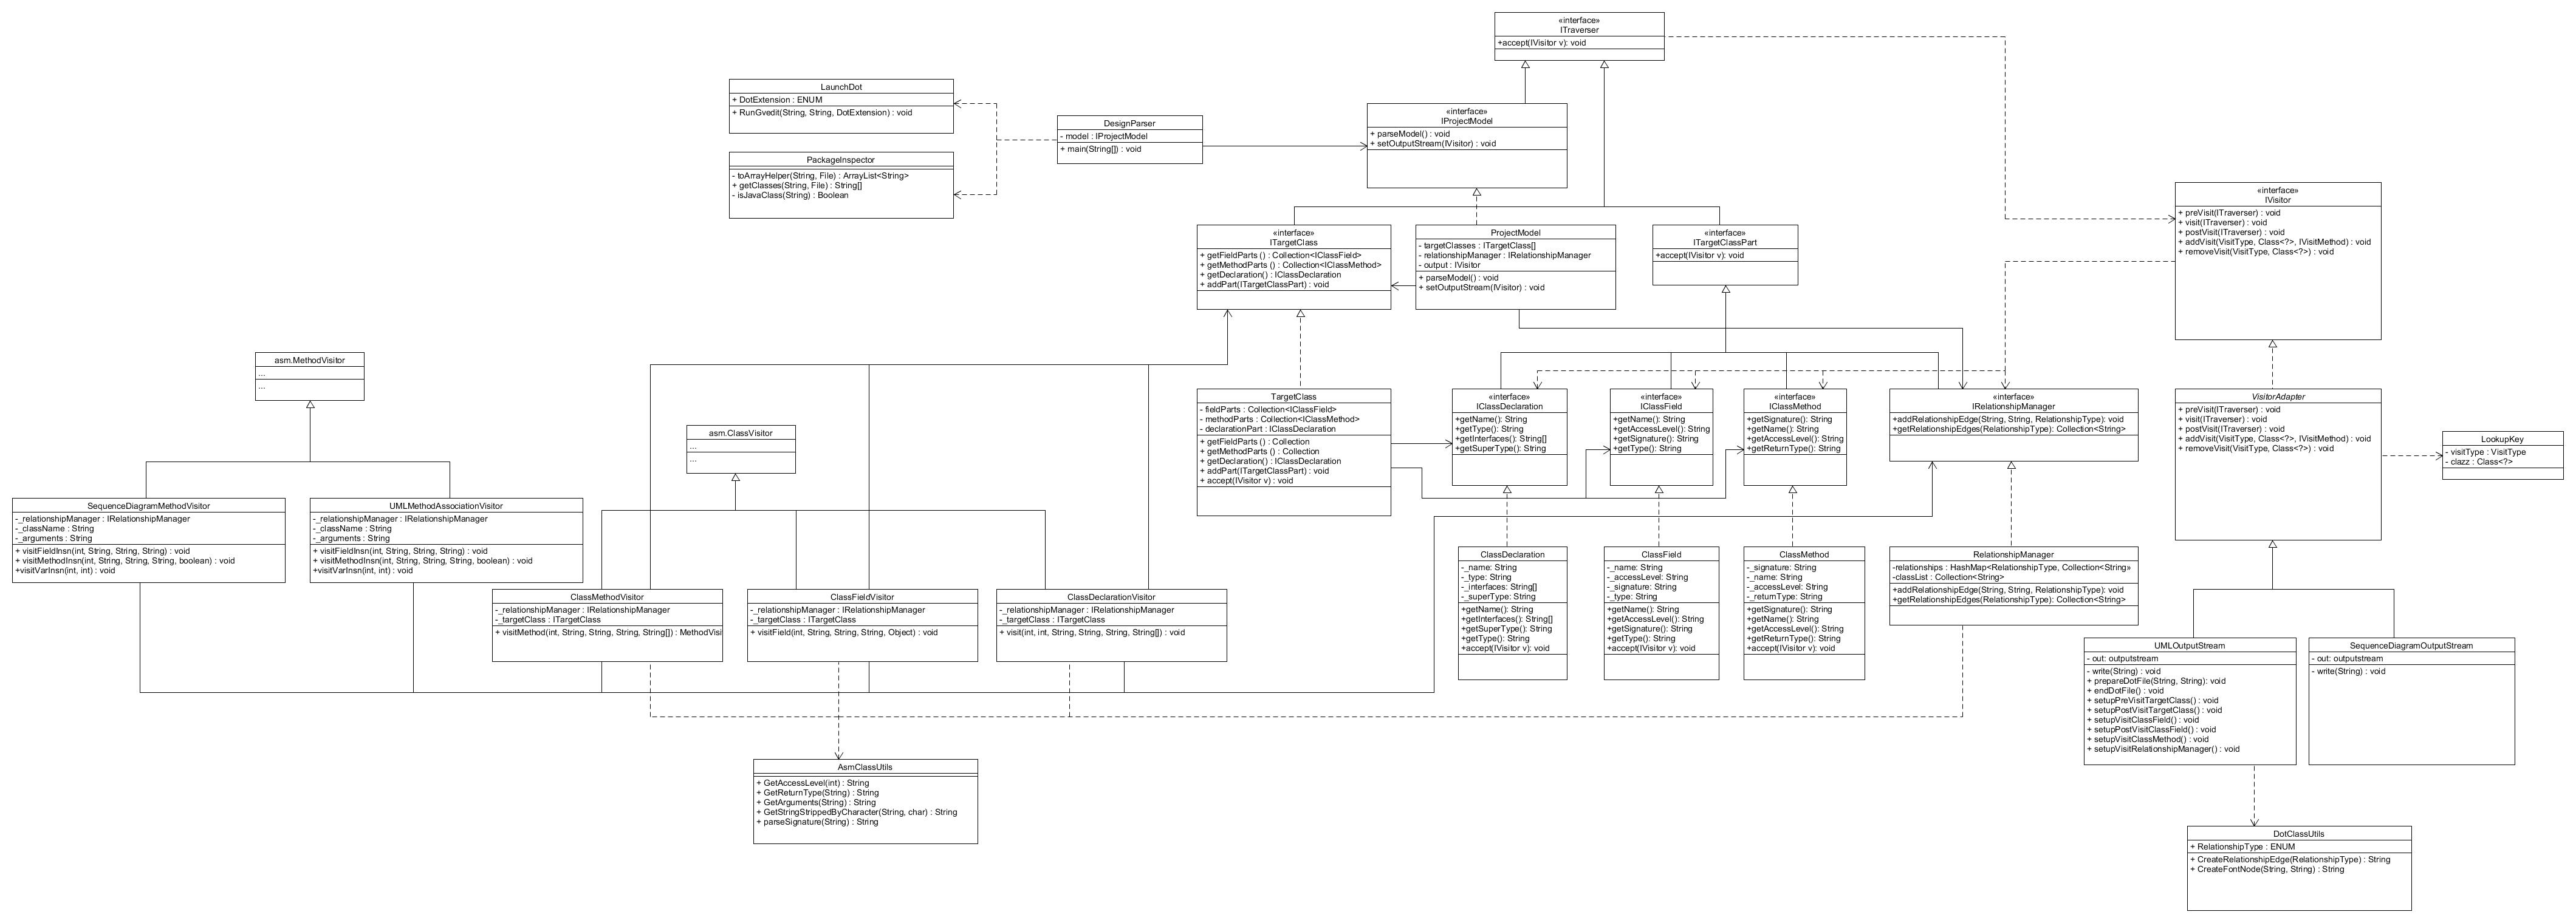 «interface»
ITraverser
+accept(IVisitor v): void
LaunchDot
+ DotExtension : ENUM
+ RunGvedit(String, String, DotExtension) : void
DesignParser
- model : IProjectModel
+ main(String[]) : void
«interface»
IProjectModel
+ parseModel() : void
+ setOutputStream(IVisitor) : void
PackageInspector
- toArrayHelper(String, File) : ArrayList<String>
+ getClasses(String, File) : String[]
- isJavaClass(String) : Boolean
«interface»
IVisitor
+ preVisit(ITraverser) : void
+ visit(ITraverser) : void
+ postVisit(ITraverser) : void
+ addVisit(VisitType, Class<?>, IVisitMethod) : void
+ removeVisit(VisitType, Class<?>) : void
«interface»
ITargetClass
+ getFieldParts () : Collection<IClassField>
+ getMethodParts () : Collection<IClassMethod>
+ getDeclaration() : IClassDeclaration
+ addPart(ITargetClassPart) : void
ProjectModel
- targetClasses : ITargetClass[]
- relationshipManager : IRelationshipManager
- output : IVisitor
+ parseModel() : void
+ setOutputStream(IVisitor) : void
«interface»
ITargetClassPart
+accept(IVisitor v): void
asm.MethodVisitor
...
...
asm.ClassVisitor
...
...
TargetClass
- fieldParts : Collection<IClassField>
- methodParts : Collection<IClassMethod>
- declarationPart : IClassDeclaration
+ getFieldParts () : Collection
+ getMethodParts () : Collection
+ getDeclaration() : IClassDeclaration
+ addPart(ITargetClassPart) : void
+ accept(IVisitor v) : void
«interface»
IClassDeclaration
+getName(): String
+getType(): String
+getInterfaces(): String[]
+getSuperType(): String
«interface»
IClassField
+getName(): String
+getAccessLevel(): String
+getSignature(): String
+getType(): String
«interface»
IClassMethod
+getSignature(): String
+getName(): String
+getAccessLevel(): String
+getReturnType(): String
«interface»
IRelationshipManager
+addRelationshipEdge(String, String, RelationshipType): void
+getRelationshipEdges(RelationshipType): Collection<String>
VisitorAdapter
+ preVisit(ITraverser) : void
+ visit(ITraverser) : void
+ postVisit(ITraverser) : void
+ addVisit(VisitType, Class<?>, IVisitMethod) : void
+ removeVisit(VisitType, Class<?>) : void
LookupKey
- visitType : VisitType
- clazz : Class<?>
SequenceDiagramMethodVisitor
-_relationshipManager : IRelationshipManager
-_className : String
-_arguments : String
+ visitFieldInsn(int, String, String, String) : void
+ visitMethodInsn(int, String, String, String, boolean) : void
+visitVarInsn(int, int) : void
UMLMethodAssociationVisitor
-_relationshipManager : IRelationshipManager
-_className : String
-_arguments : String
+ visitFieldInsn(int, String, String, String) : void
+ visitMethodInsn(int, String, String, String, boolean) : void
+visitVarInsn(int, int) : void
ClassMethodVisitor
-_relationshipManager : IRelationshipManager
-_targetClass : ITargetClass
+ visitMethod(int, String, String, String, String[]) : MethodVisi
ClassFieldVisitor
-_relationshipManager : IRelationshipManager
-_targetClass : ITargetClass
+ visitField(int, String, String, String, Object) : void
ClassDeclarationVisitor
-_relationshipManager : IRelationshipManager
-_targetClass : ITargetClass
+ visit(int, int, String, String, String, String[]) : void
ClassDeclaration
-_name: String
-_type: String
-_interfaces: String[]
-_superType: String
+getName(): String
+getInterfaces(): String[]
+getSuperType(): String
+getType(): String
+accept(IVisitor v): void
ClassField
-_name: String
-_accessLevel: String
-_signature: String
-_type: String
+getName(): String
+getAccessLevel(): String
+getSignature(): String
+getType(): String
+accept(IVisitor v): void
ClassMethod
-_signature: String
-_name: String
-_accessLevel: String
-_returnType: String
+getSignature(): String
+getName(): String
+getAccessLevel(): String
+getReturnType(): String
+accept(IVisitor v): void
RelationshipManager
-relationships : HashMap<RelationshipType, Collection<String>>
-classList : Collection<String>
+addRelationshipEdge(String, String, RelationshipType): void
+getRelationshipEdges(RelationshipType): Collection<String>
UMLOutputStream
- out: outputstream
- write(String) : void
+ prepareDotFile(String, String): void
+ endDotFile() : void
+ setupPreVisitTargetClass() : void
+ setupPostVisitTargetClass() : void
+ setupVisitClassField() : void
+ setupPostVisitClassField() : void
+ setupVisitClassMethod() : void
+ setupVisitRelationshipManager() : void
SequenceDiagramOutputStream
- out: outputstream
- write(String) : void
AsmClassUtils
+ GetAccessLevel(int) : String
+ GetReturnType(String) : String
+ GetArguments(String) : String
+ GetStringStrippedByCharacter(String, char) : String
+ parseSignature(String) : String
DotClassUtils
+ RelationshipType : ENUM
+ CreateRelationshipEdge(RelationshipType) : String
+ CreateFontNode(String, String) : String